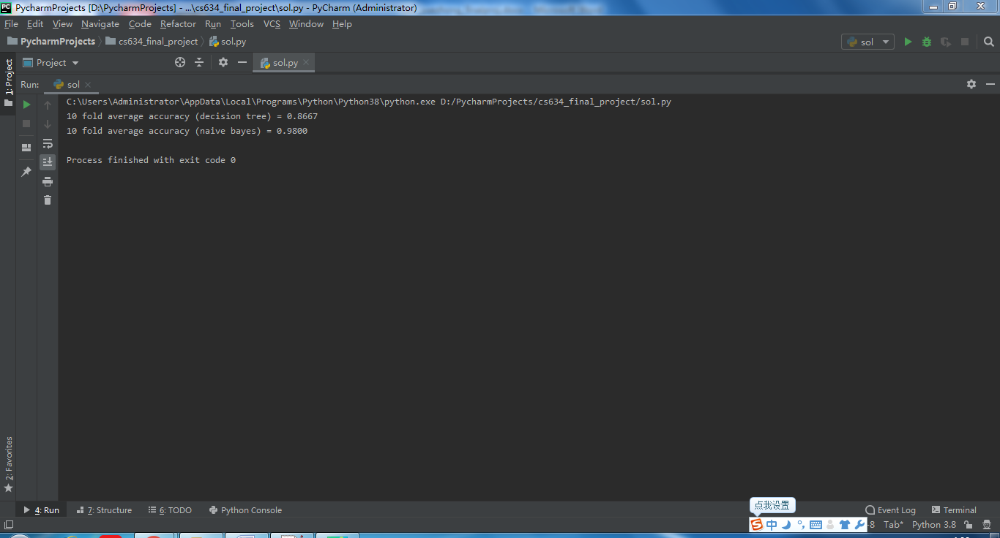 PC PycharmProjects [D:\PycharmProjects] - ...\cs634_final_project\sol.py - PyCharm (Administrator)
File Edit View Navigate Code Refactor Run Tools VCS Window Help
PycharmProjects cs634_final_project sol.py sol
1: Project
Project sol.py
Run: sol
C:\Users\Administrator\AppData\Local\Programs\Python\Python38\python.exe D:/PycharmProjects/cs634_final_project/sol.py
10 fold average accuracy (decision tree) = 0.8667
10 fold average accuracy (naive bayes) = 0.9800
Process finished with exit code 0
2: Favorites
4: Run 7: Structure 6: TODO Python Console Event Log Terminal
点我设置
中 -8 Tab* Python 3.8